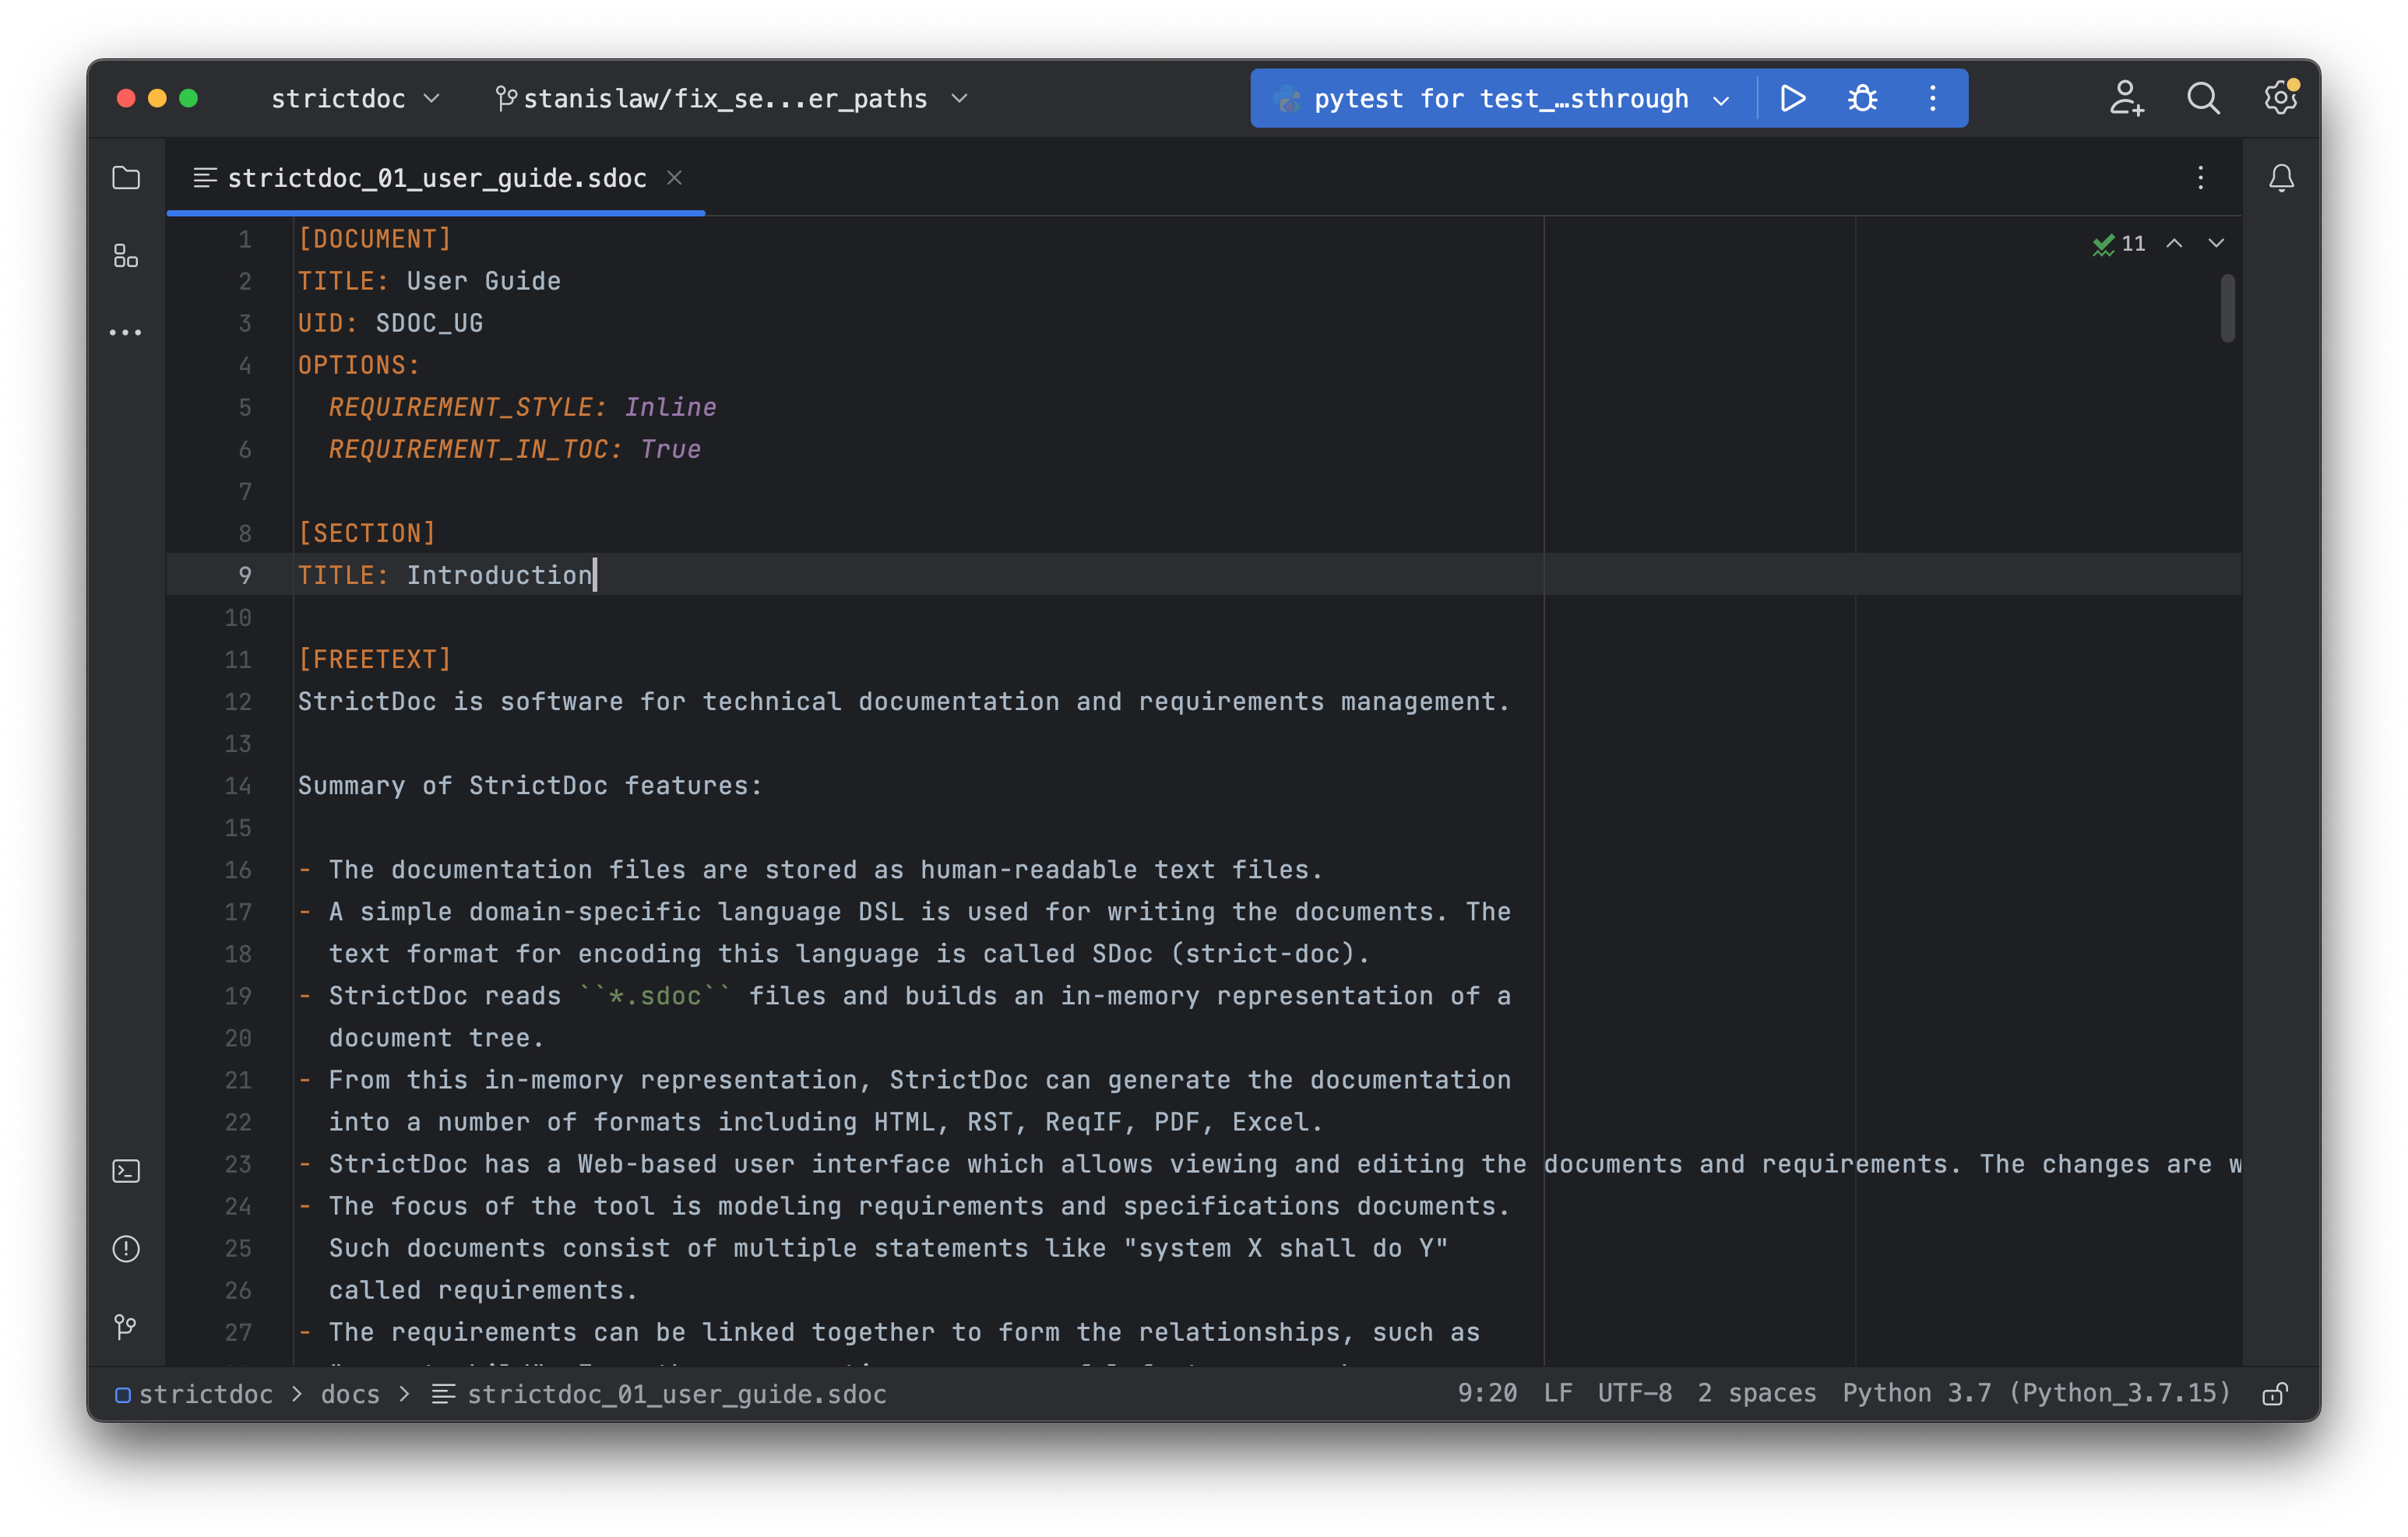 strictdoc
stanislaw/fix_se...er_paths
pytest for test_...sthrough
strictdoc_01_user_guide.sdoc
11
1 [DOCUMENT]
2 TITLE: User Guide
3 UID: SDOC_UG
4 OPTIONS:
5 REQUIREMENT_STYLE: Inline
6 REQUIREMENT_IN_TOC: True
7
8 [SECTION]
9 TITLE: Introduction
10
11 [FREETEXT]
12 StrictDoc is software for technical documentation and requirements management.
13
14 Summary of StrictDoc features:
15
16 - The documentation files are stored as human-readable text files.
17 - A simple domain-specific language DSL is used for writing the documents. The
18 text format for encoding this language is called SDoc (strict-doc).
19 - StrictDoc reads ``*.sdoc`` files and builds an in-memory representation of a
20 document tree.
21 - From this in-memory representation, StrictDoc can generate the documentation
22 into a number of formats including HTML, RST, ReqIF, PDF, Excel.
23 - StrictDoc has a Web-based user interface which allows viewing and editing the documents and requirements. The changes are w
24 - The focus of the tool is modeling requirements and specifications documents.
25 Such documents consist of multiple statements like "system X shall do Y"
26 called requirements.
27 - The requirements can be linked together to form the relationships, such as
strictdoc > docs > strictdoc_01_user_guide.sdoc
9:20 LF UTF-8 2 spaces Python 3.7 (Python_3.7.15)